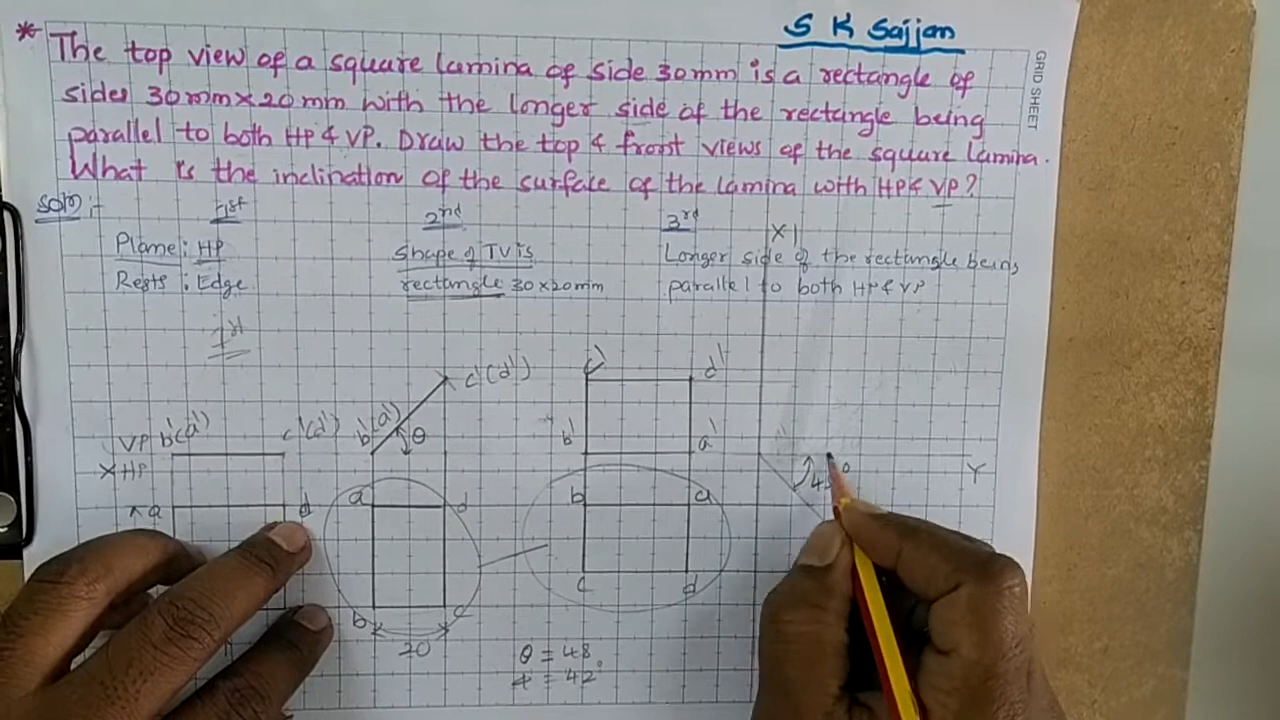 S K Sajjan
* The top view of a square lamina of side 30mm is a rectangle of
sides 30mm×20mm with the longer side of the rectangle being
parallel to both HP & VP. Draw the top & front views of the square lamina.
What is the inclination of the surface of the lamina with HP & VP?
GRID SHEET
Soln:- 1st 2nd 3rd
X1
Plane: HP Shape of TV is Longer side of the rectangle being
Rests: Edge rectangle 30×20mm parallel to both HP & VP
c'(d') c' d'
VP b'(a') c'(d') b'(a') θ b' a'
X HP Y
a d a d b a 45°
c d
b c
20 θ = 48
φ = 42°